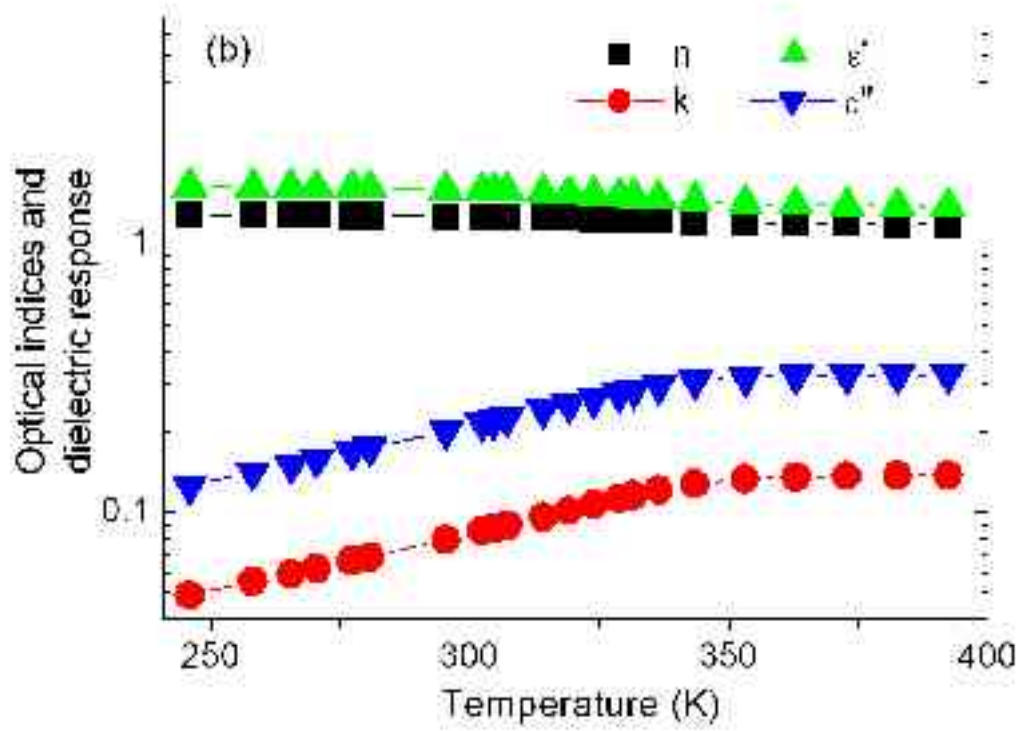 (b)
n
ε'
k
ε"
Optical indices and
dielectric response
1
0.1
250 300 350 400
Temperature (K)